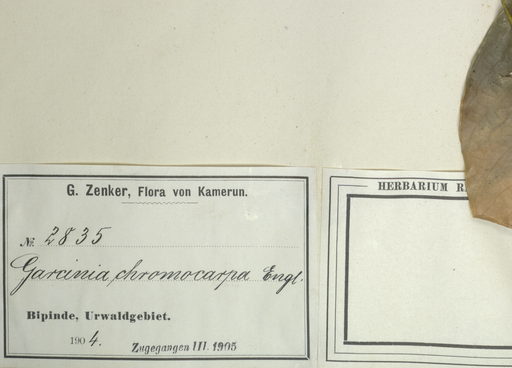 G. Zenker, Flora von Kamerun.
№ 2835
Garcinia chromocarpa Engl.
Bipinde, Urwaldgebiet.
1904.
Zugegangen III. 1905
HERBARIUM